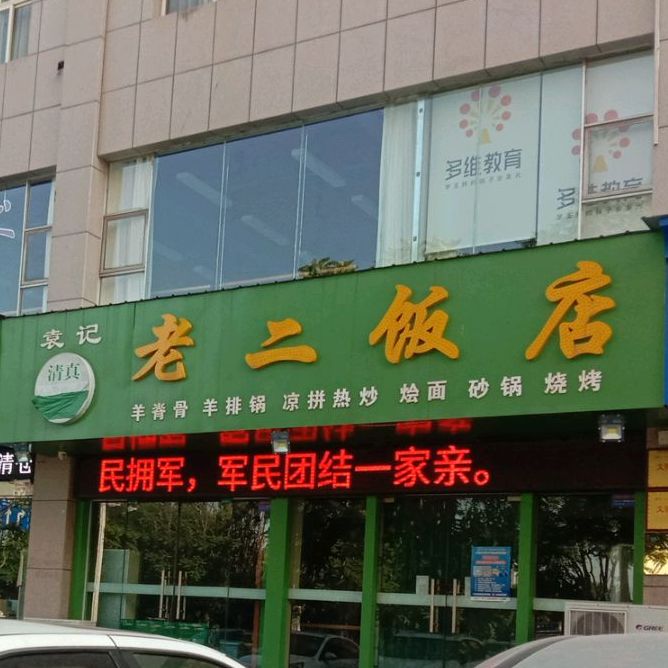 多维教育
多维教育
袁记
老二饭店
清真
羊脊骨 羊排锅 凉拼热炒 烩面 砂锅 烧烤
民拥军，军民团结一家亲。
GREE